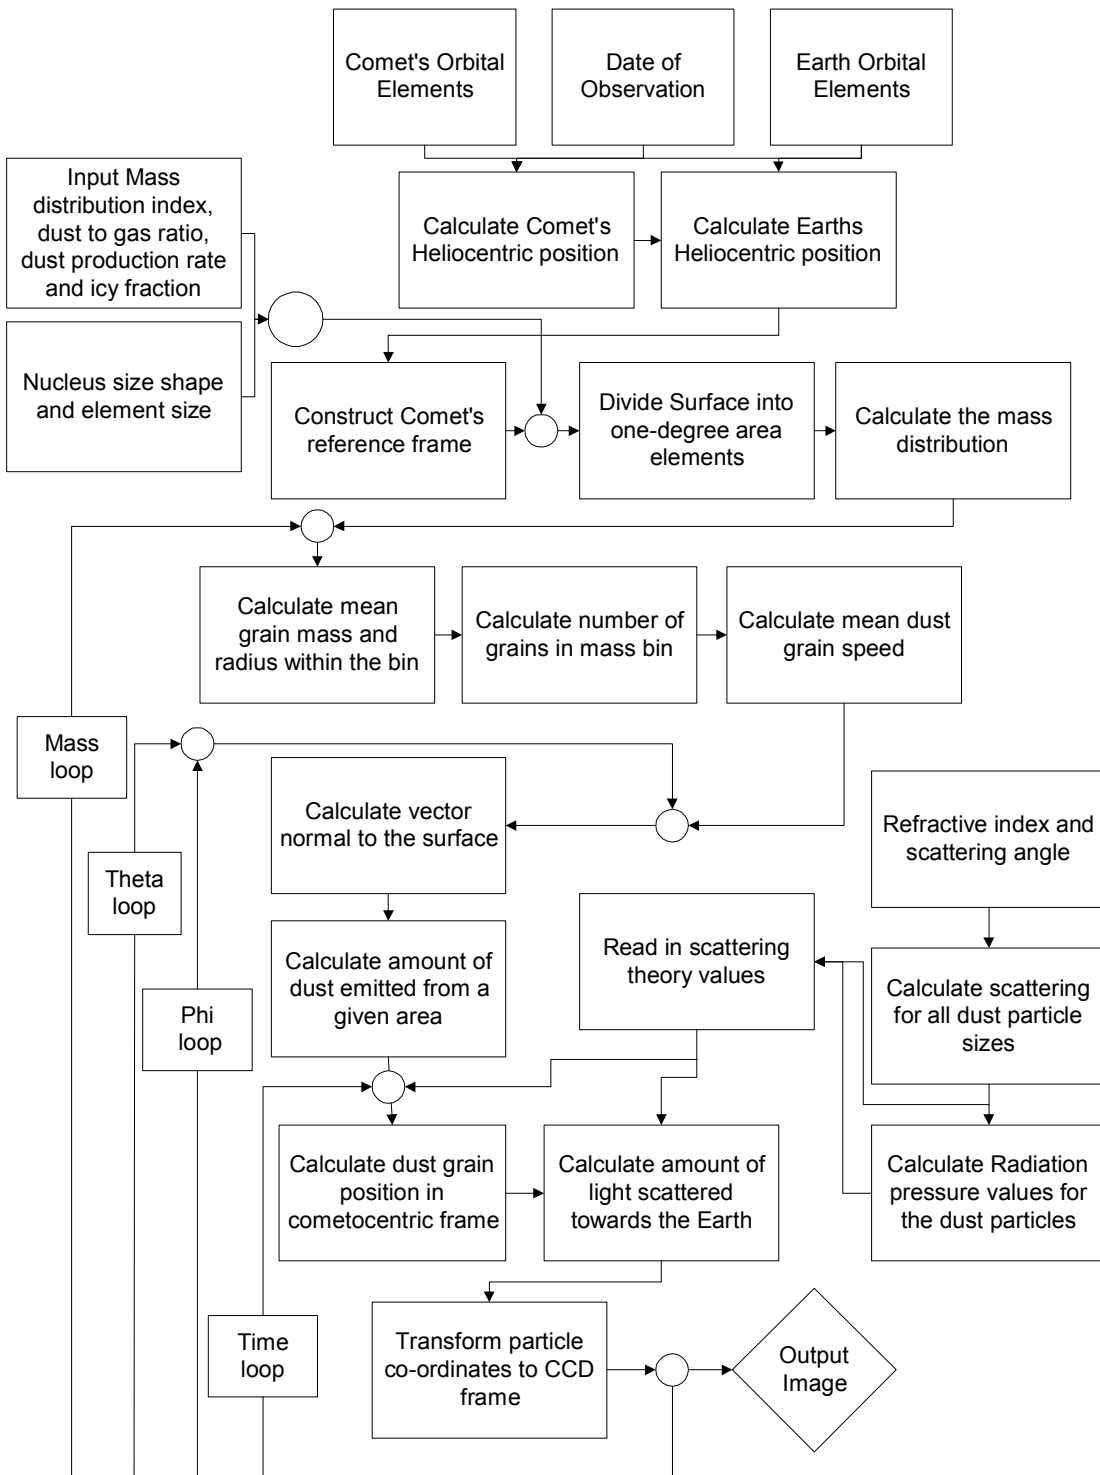 Comet's Orbital
Elements
Date of
Observation
Earth Orbital
Elements
Input Mass
distribution index,
dust to gas ratio,
dust production rate
and icy fraction
Calculate Comet's
Heliocentric position
Calculate Earths
Heliocentric position
Nucleus size shape
and element size
Construct Comet's
reference frame
Divide Surface into
one-degree area
elements
Calculate the mass
distribution
Calculate mean
grain mass and
radius within the bin
Calculate number of
grains in mass bin
Calculate mean dust
grain speed
Mass
loop
Calculate vector
normal to the surface
Refractive index and
scattering angle
Theta
loop
Calculate amount of
dust emitted from a
given area
Read in scattering
theory values
Calculate scattering
for all dust particle
sizes
Phi
loop
Calculate dust grain
position in
cometocentric frame
Calculate amount of
light scattered
towards the Earth
Calculate Radiation
pressure values for
the dust particles
Time
loop
Transform particle
co-ordinates to CCD
frame
Output
Image